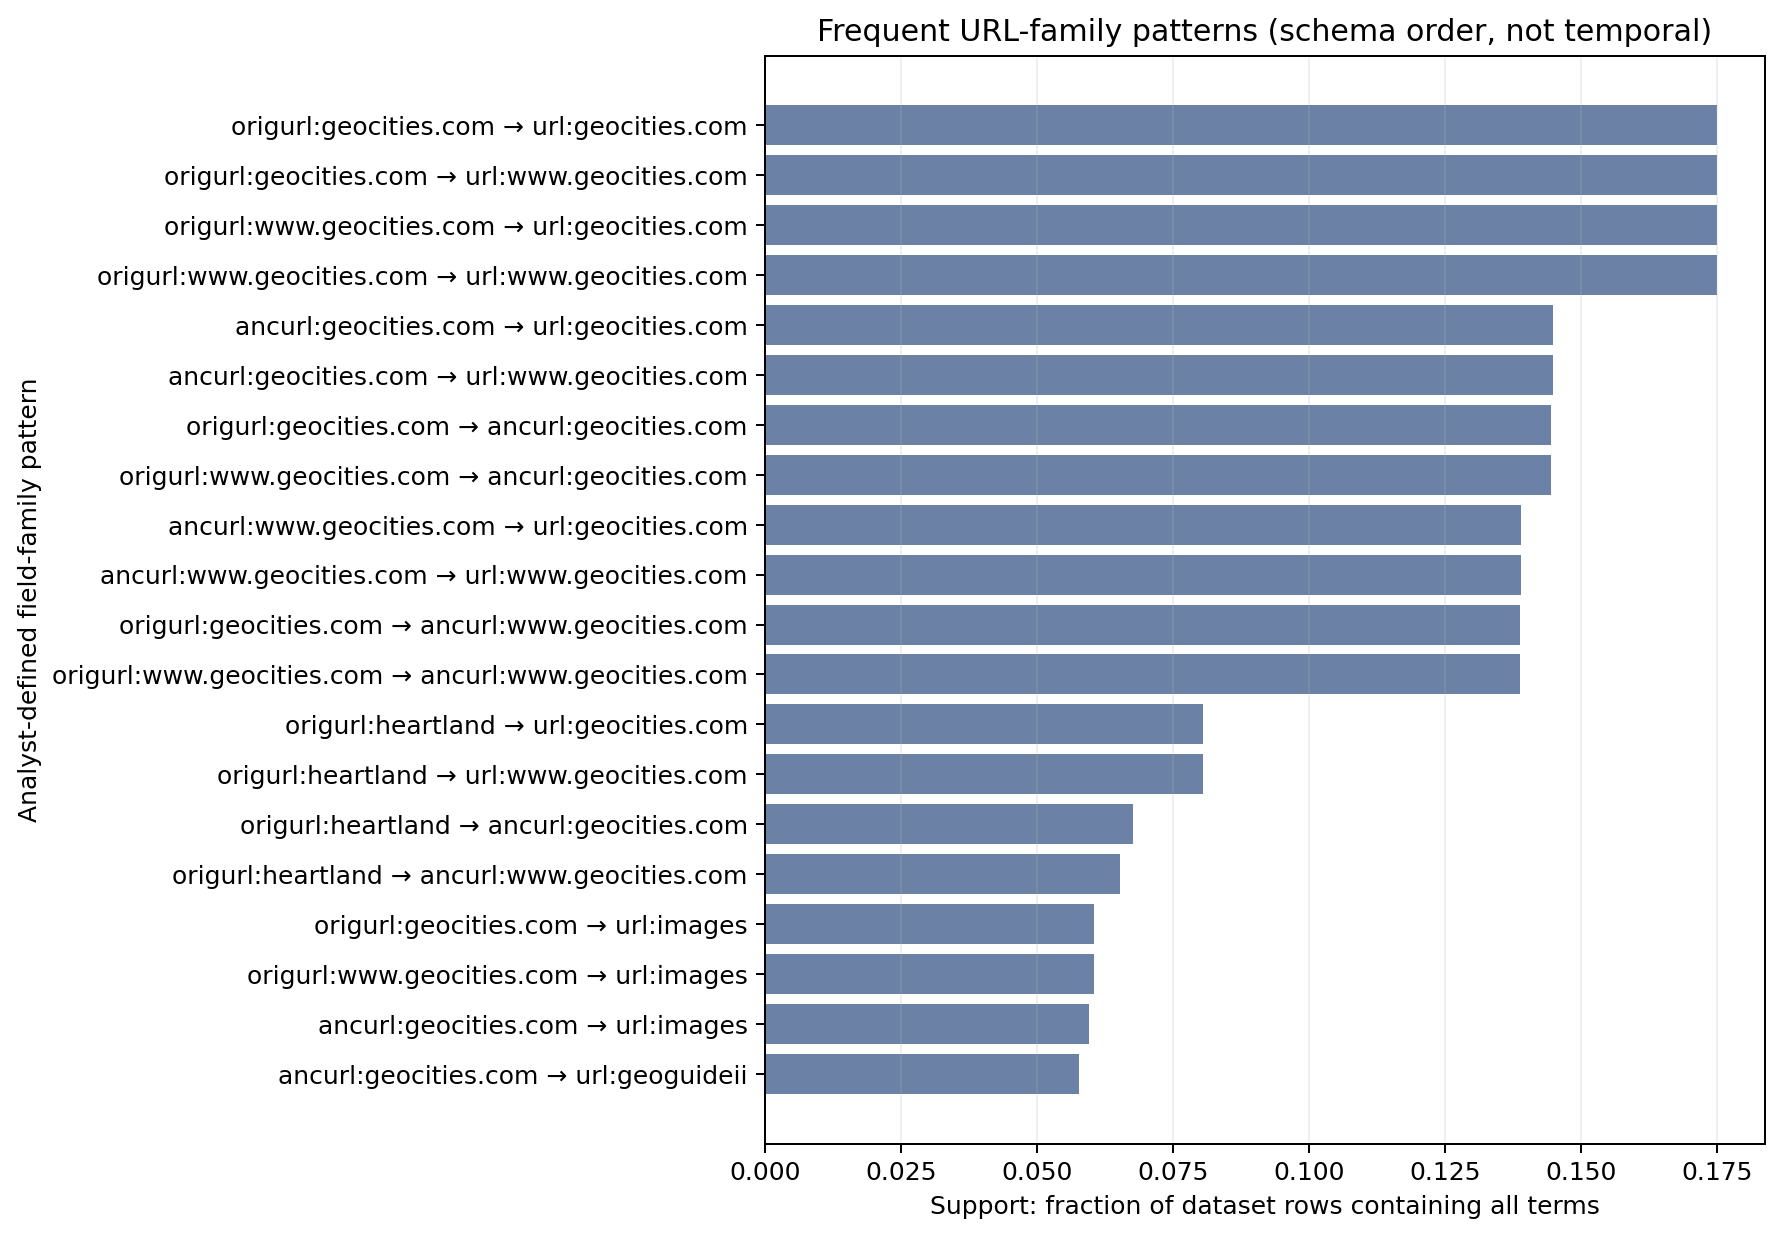 Frequent URL-family patterns (schema order, not temporal)
Analyst-defined field-family pattern
origurl:geocities.com → url:geocities.com
origurl:geocities.com → url:www.geocities.com
origurl:www.geocities.com → url:geocities.com
origurl:www.geocities.com → url:www.geocities.com
ancurl:geocities.com → url:geocities.com
ancurl:geocities.com → url:www.geocities.com
origurl:geocities.com → ancurl:geocities.com
origurl:www.geocities.com → ancurl:geocities.com
ancurl:www.geocities.com → url:geocities.com
ancurl:www.geocities.com → url:www.geocities.com
origurl:geocities.com → ancurl:www.geocities.com
origurl:www.geocities.com → ancurl:www.geocities.com
origurl:heartland → url:geocities.com
origurl:heartland → url:www.geocities.com
origurl:heartland → ancurl:geocities.com
origurl:heartland → ancurl:www.geocities.com
origurl:geocities.com → url:images
origurl:www.geocities.com → url:images
ancurl:geocities.com → url:images
ancurl:geocities.com → url:geoguideii
0.000 0.025 0.050 0.075 0.100 0.125 0.150 0.175
Support: fraction of dataset rows containing all terms